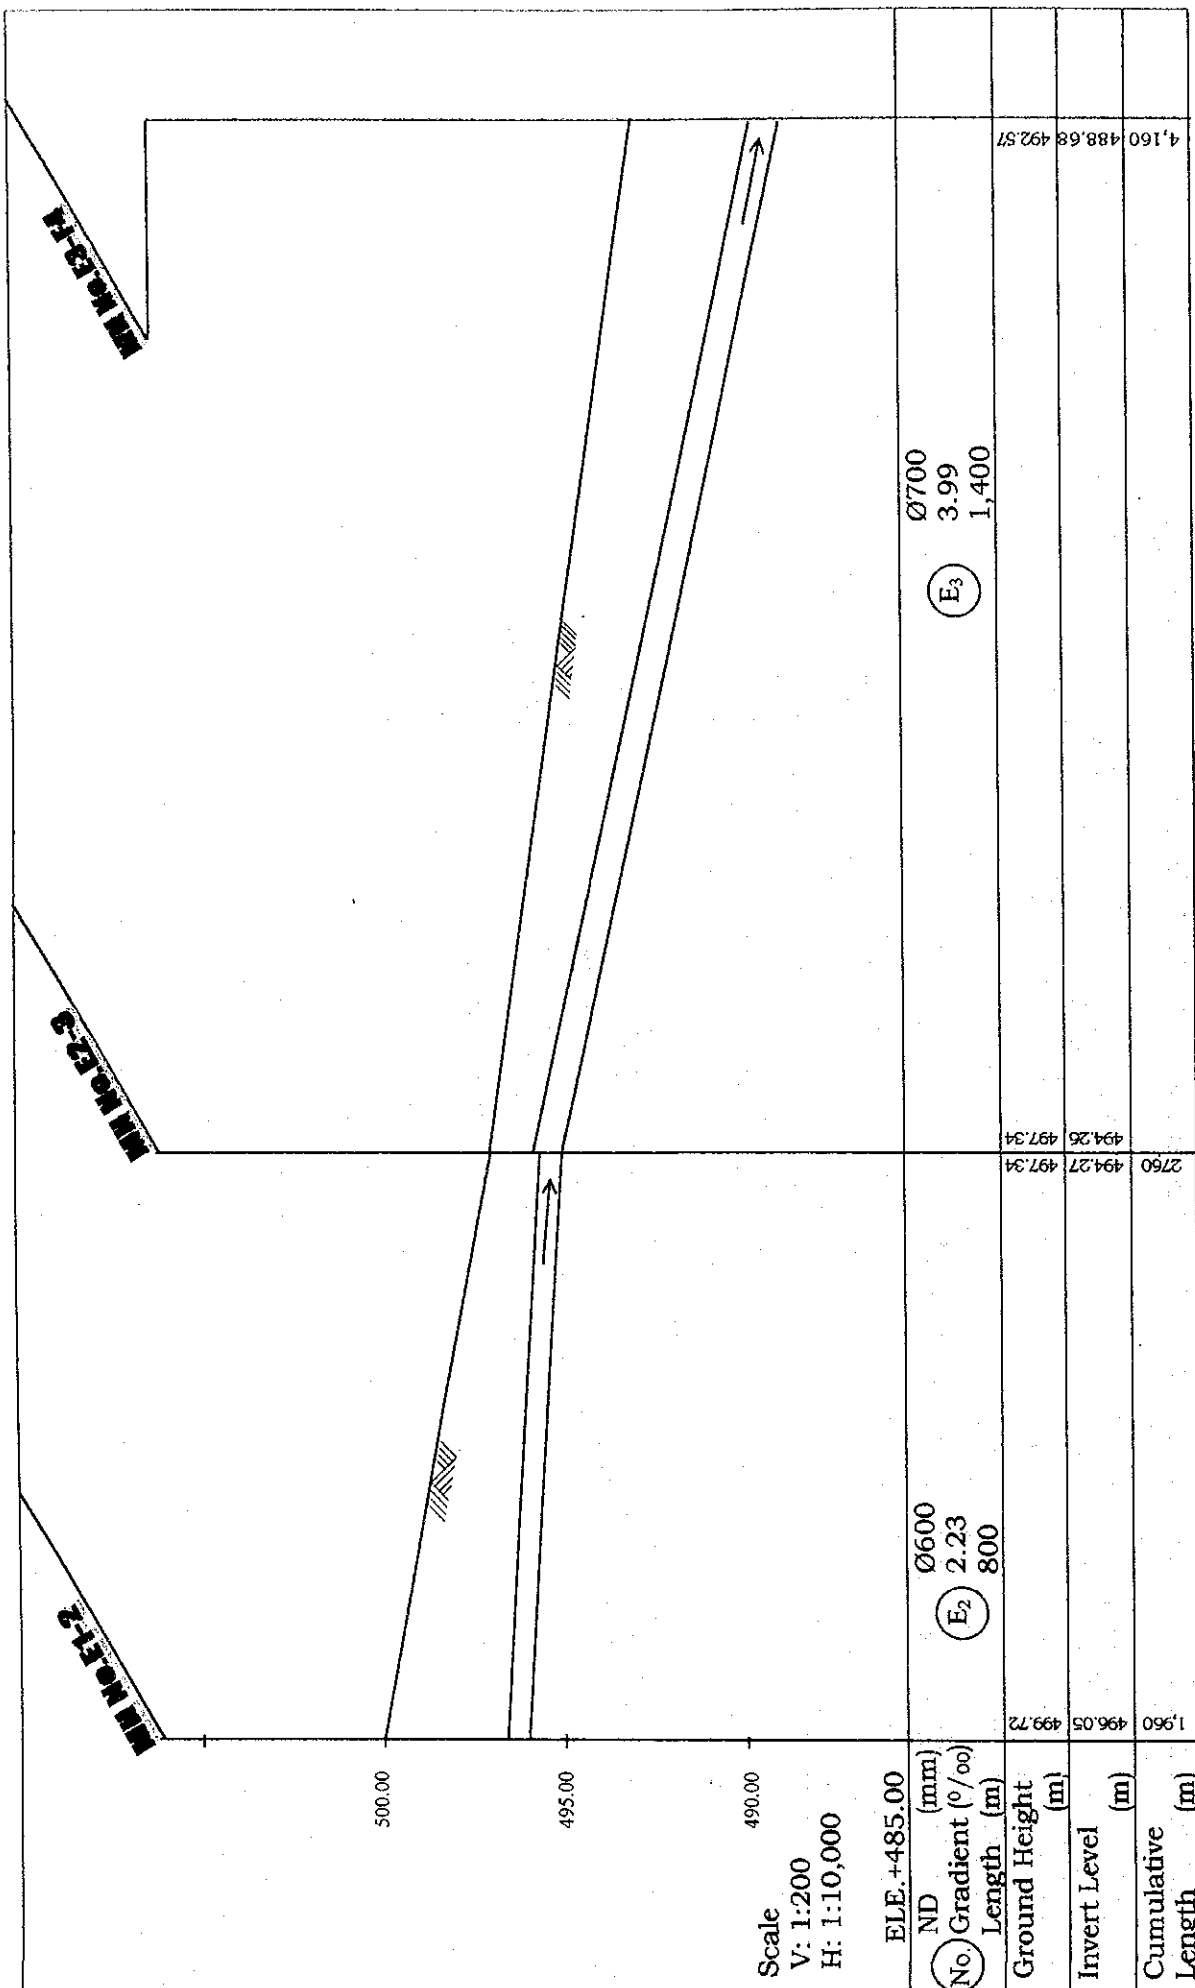 MH No.E1-2
MH No.E2-3
MH No.E3-F4
500.00
495.00
490.00
Scale
V: 1:200
H: 1:10,000
ELE.+485.00
ND (mm)
No. Gradient (º/oo)
Length (m)
Ø600
E2 2.23
800
Ø700
E3 3.99
1,400
Ground Height (m)
499.72 497.34 497.34 492.57
Invert Level (m)
496.05 494.27 494.26 488.68
Cumulative
Length (m)
1,960 2760 4,160